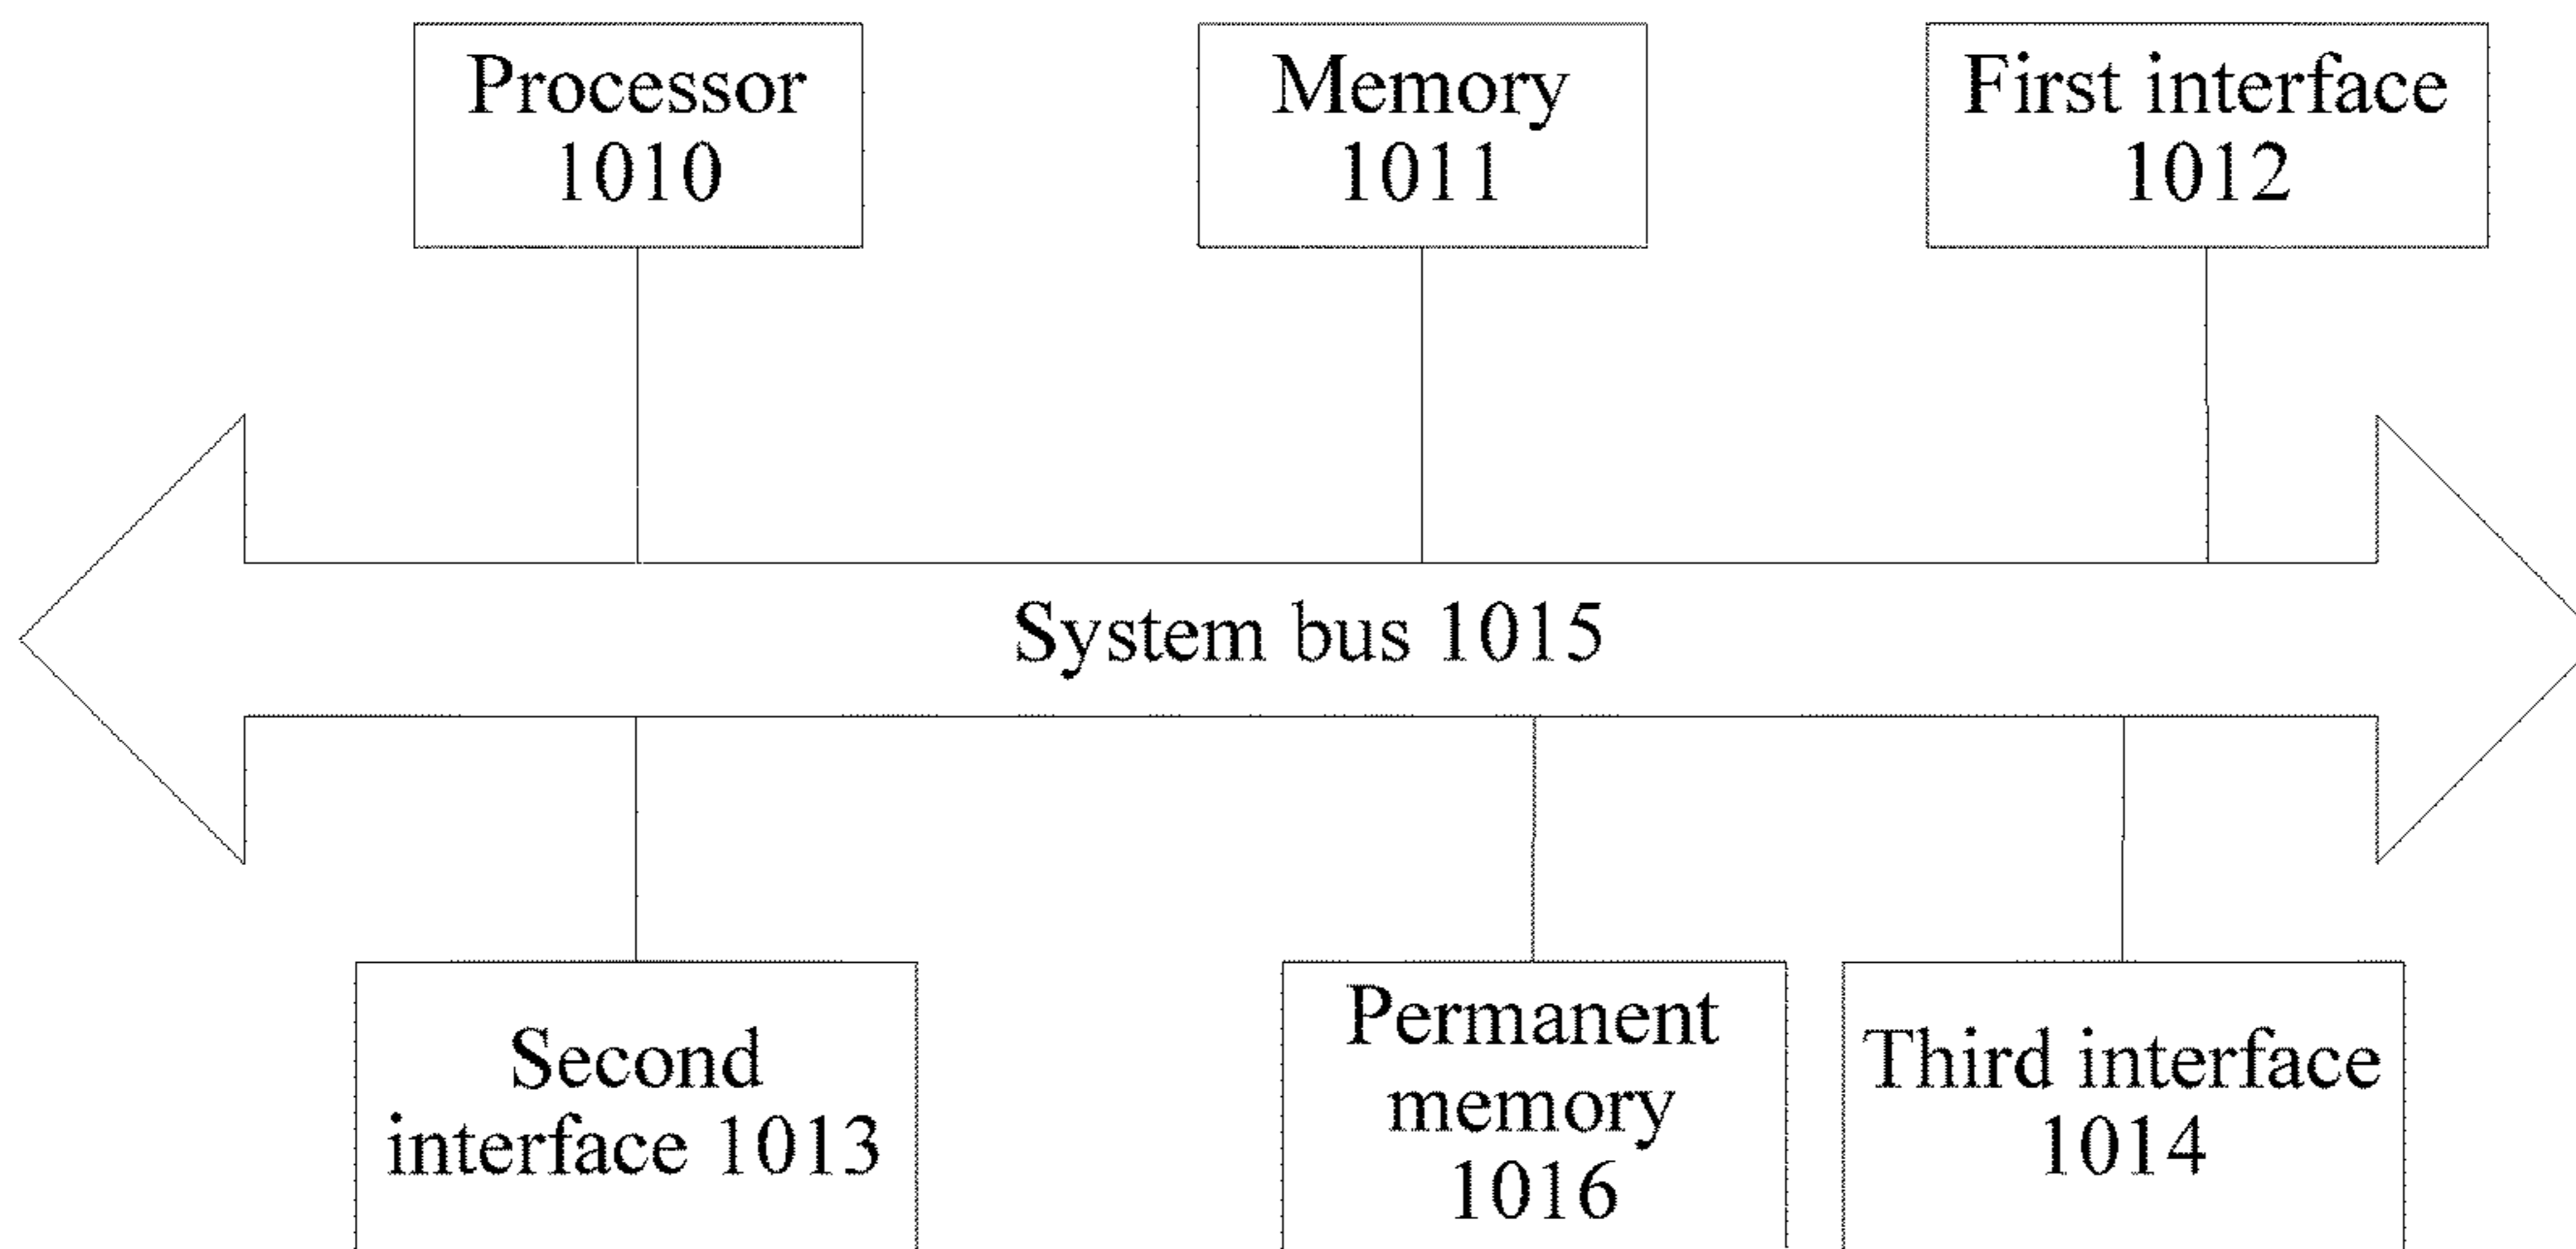 Processor
1010
Memory
1011
First interface
1012
System bus 1015
Second
interface 1013
Permanent
memory
1016
Third interface
1014